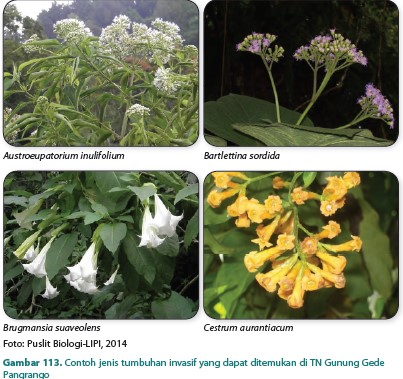 Austroeupatorium inulifolium
Bartlettina sordida
Brugmansia suaveolens
Cestrum aurantiacum
Foto: Puslit Biologi-LIPI, 2014
Gambar 113. Contoh jenis tumbuhan invasif yang dapat ditemukan di TN Gunung Gede
Pangrango